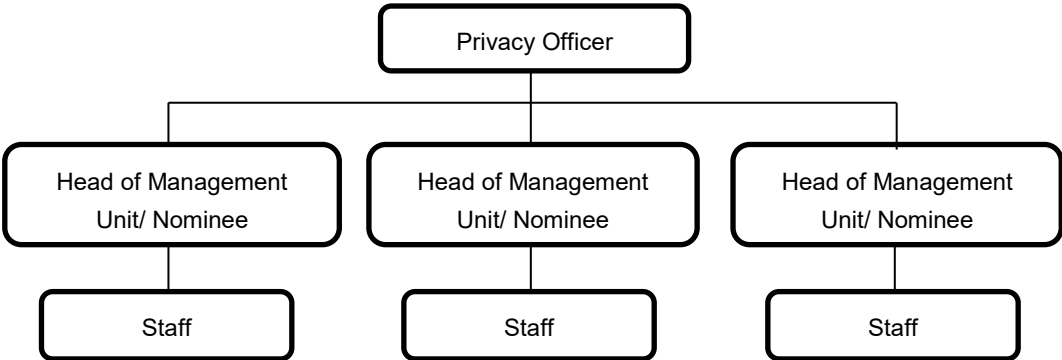 Privacy Officer
Head of Management
Unit/ Nominee
Head of Management
Unit/ Nominee
Head of Management
Unit/ Nominee
Staff
Staff
Staff